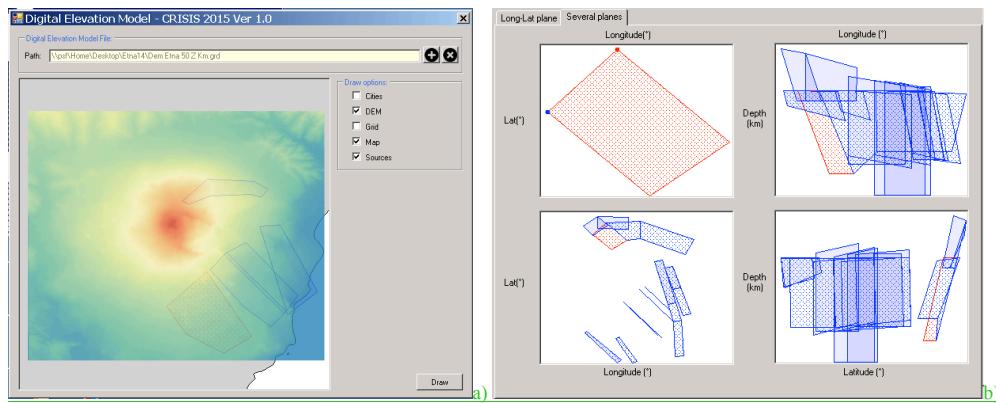 Digital Elevation Model - CRISIS 2015 Ver 1.0
Digital Elevation Model File:
Path: \\psf\Home\Desktop\Etna14\Dem Etna 50 Z Km.grd
Draw options:
Cities
DEM
Grid
Map
Sources
Draw
a)
Long-Lat plane Several planes
Longitude(°)
Lat(°)
Longitude (°)
Depth
(km)
Lat(°)
Longitude (°)
Depth
(km)
Latitude (°)
b)